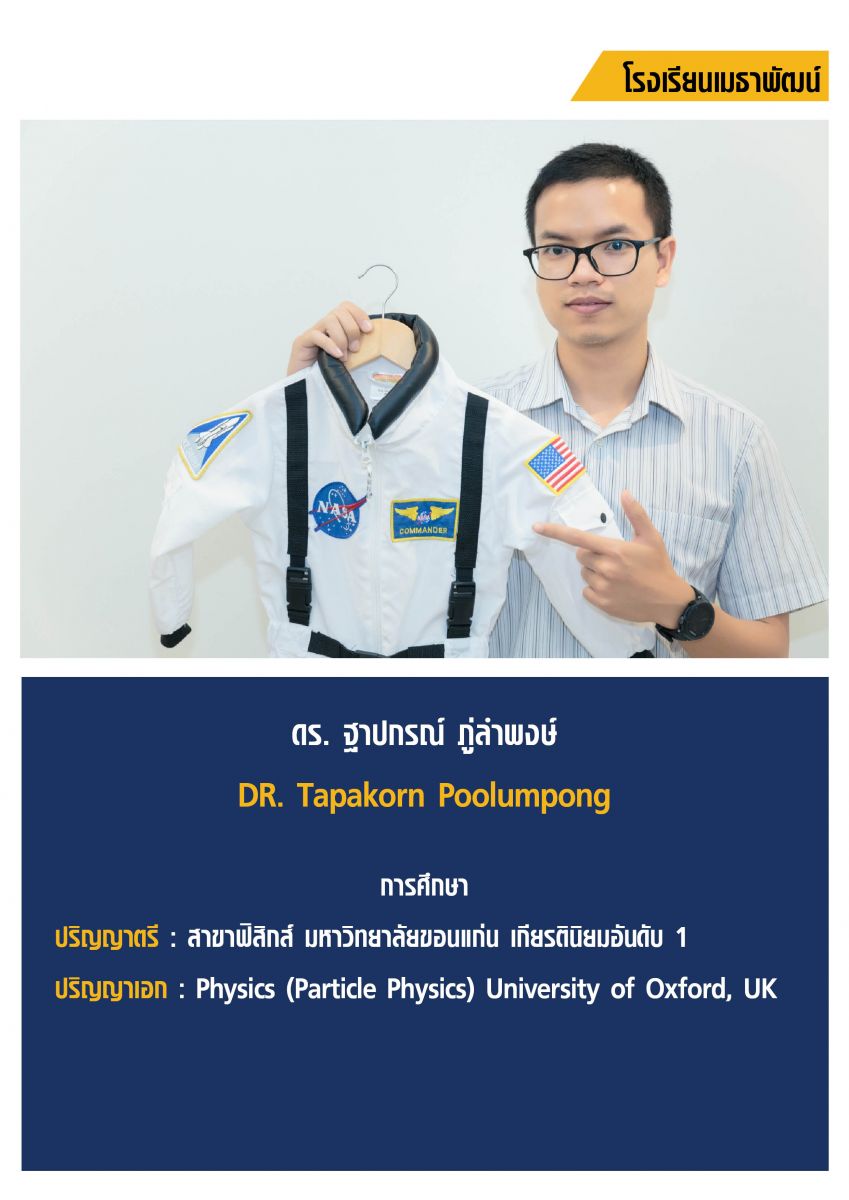 โรงเรียนเมธาพัฒน์
NASA
NASA
COMMANDER
ดร. ฐาปกรณ์ ภู่ลำพงษ์
DR. Tapakorn Poolumpong
การศึกษา
ปริญญาตรี : สาขาฟิสิกส์ มหาวิทยาลัยขอนแก่น เกียรตินิยมอันดับ 1
ปริญญาเอก : Physics (Particle Physics) University of Oxford, UK